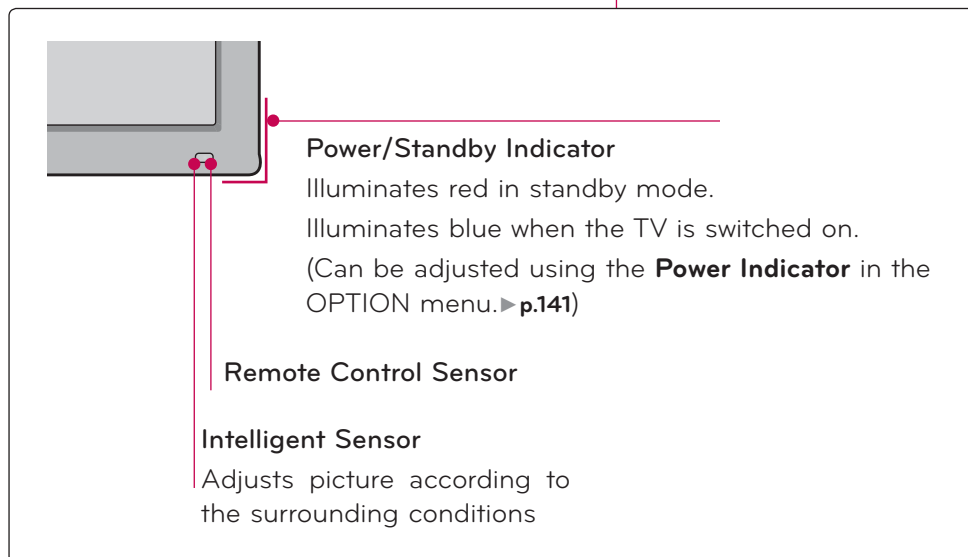 Power/Standby Indicator
Illuminates red in standby mode.
Illuminates blue when the TV is switched on.
(Can be adjusted using the Power Indicator in the
OPTION menu.►p.141)
Remote Control Sensor
Intelligent Sensor
Adjusts picture according to
the surrounding conditions